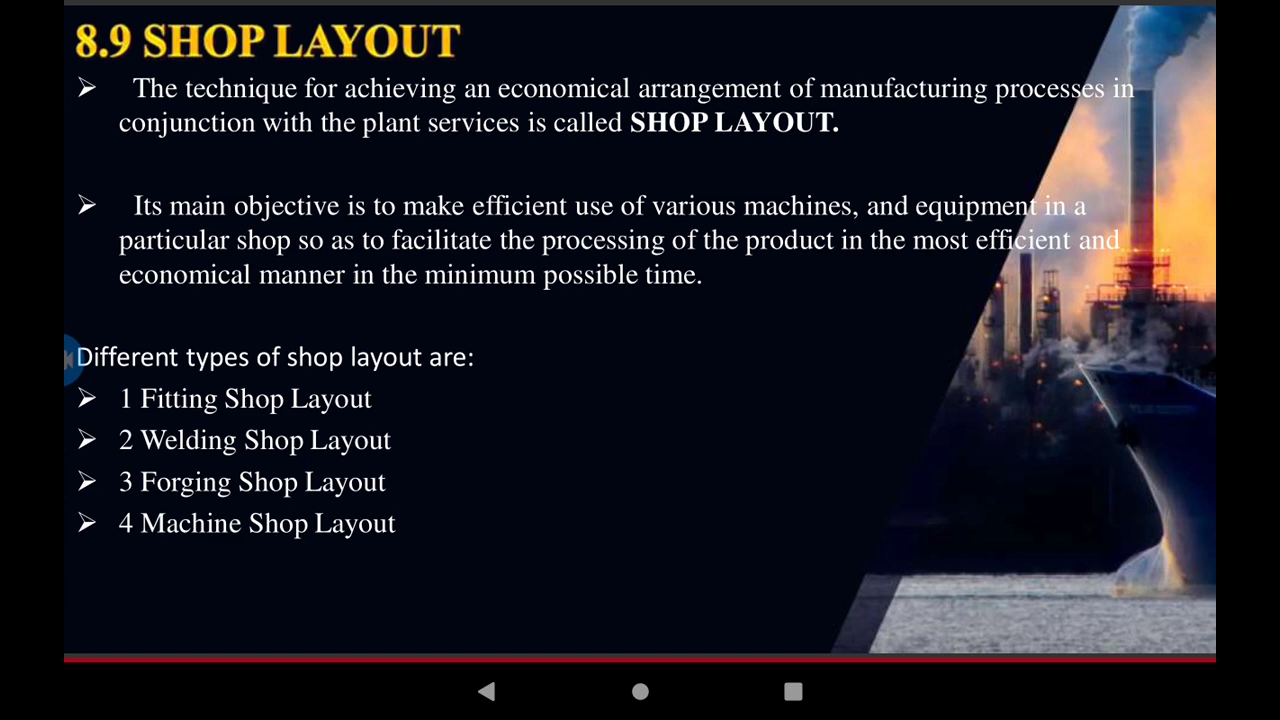 8.9 SHOP LAYOUT
➢ The technique for achieving an economical arrangement of manufacturing processes in
conjunction with the plant services is called SHOP LAYOUT.
➢ Its main objective is to make efficient use of various machines, and equipment in a
particular shop so as to facilitate the processing of the product in the most efficient and
economical manner in the minimum possible time.
Different types of shop layout are:
➢ 1 Fitting Shop Layout
➢ 2 Welding Shop Layout
➢ 3 Forging Shop Layout
➢ 4 Machine Shop Layout